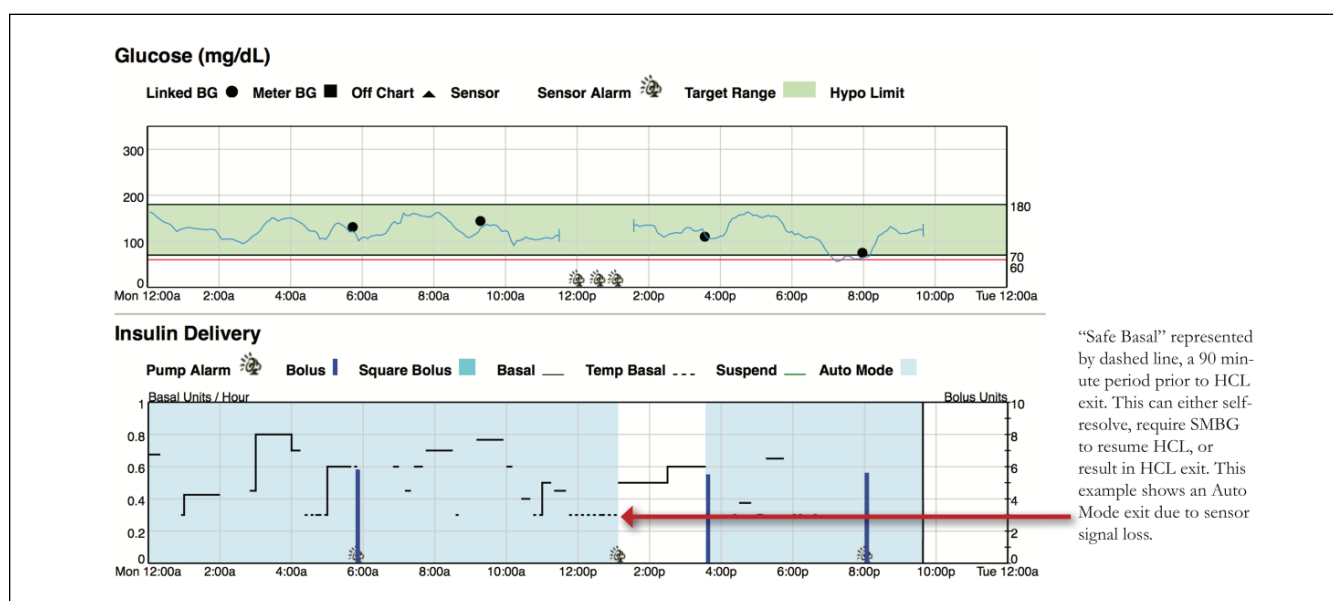 Glucose (mg/dL)
Linked BG Meter BG Off Chart Sensor Sensor Alarm Target Range Hypo Limit
300
200
100
0
180
70
60
Mon 12:00a 2:00a 4:00a 6:00a 8:00a 10:00a 12:00p 2:00p 4:00p 6:00p 8:00p 10:00p Tue 12:00a
Insulin Delivery
Pump Alarm Bolus Square Bolus Basal Temp Basal Suspend Auto Mode
Basal Units / Hour Bolus Units
1 10
0.8 8
0.6 6
0.4 4
0.2 2
0 0
Mon 12:00a 2:00a 4:00a 6:00a 8:00a 10:00a 12:00p 2:00p 4:00p 6:00p 8:00p 10:00p Tue 12:00a
“Safe Basal” represented
by dashed line, a 90 min-
ute period prior to HCL
exit. This can either self-
resolve, require SMBG
to resume HCL, or
result in HCL exit. This
example shows an Auto
Mode exit due to sensor
signal loss.